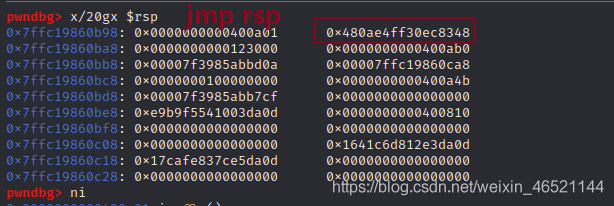 pwndbg> x/20gx $rsp
jmp rsp
0x7ffc19860b98: 0x0000000000400a01 0x480ae4ff30ec8348
0x7ffc19860ba8: 0x0000000000123000 0x0000000000400ab0
0x7ffc19860bb8: 0x00007f3985abbd0a 0x00007ffc19860ca8
0x7ffc19860bc8: 0x0000000100000000 0x0000000000400a4b
0x7ffc19860bd8: 0x00007f3985abb7cf 0x0000000000000000
0x7ffc19860be8: 0xe9b9f5541003da0d 0x0000000000400810
0x7ffc19860bf8: 0x0000000000000000 0x0000000000000000
0x7ffc19860c08: 0x0000000000000000 0x1641c6d812e3da0d
0x7ffc19860c18: 0x17cafe837ce5da0d 0x0000000000000000
0x7ffc19860c28: 0x0000000000000000 0x0000000000000000
pwndbg> ni
https://blog.csdn.net/weixin_46521144